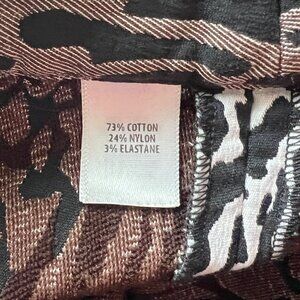 73% COTTON
24% NYLON
3% ELASTANE